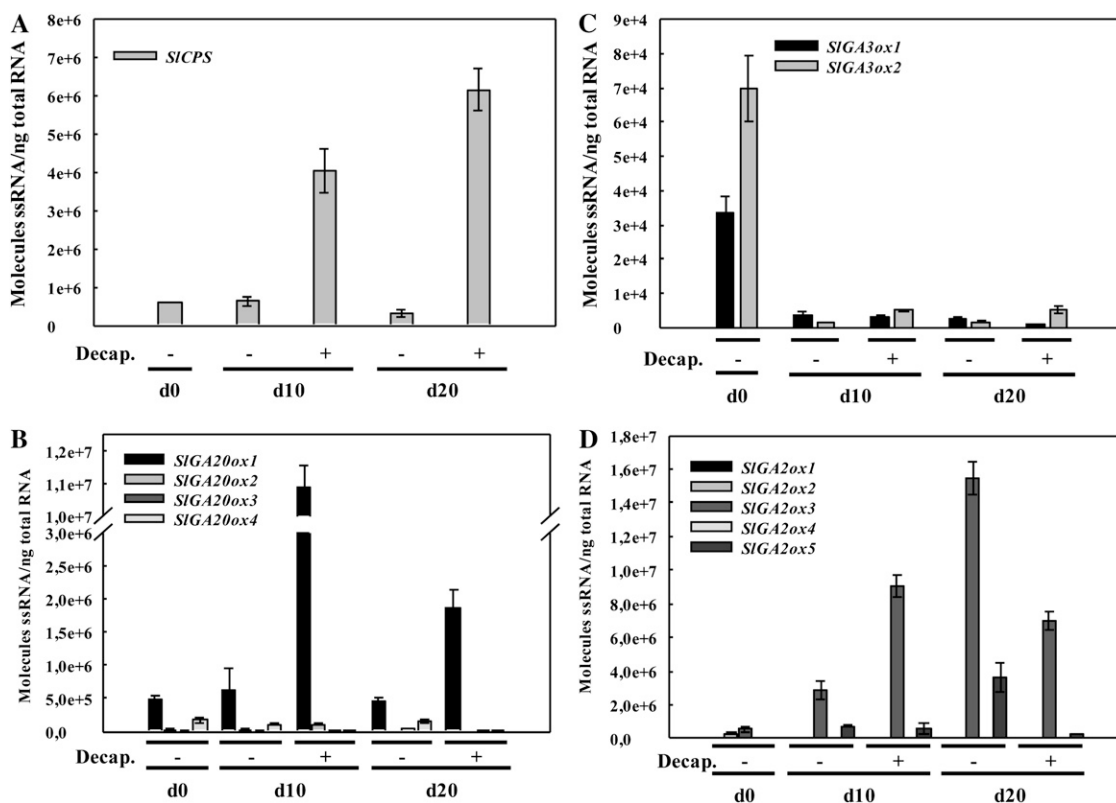 A
Molecules ssRNA/ng total RNA
8e+6
7e+6
6e+6
5e+6
4e+6
3e+6
2e+6
1e+6
0
SlCPS
Decap. - - + - +
d0 d10 d20
C
Molecules ssRNA/ng total RNA
9e+4
8e+4
7e+4
6e+4
5e+4
4e+4
3e+4
2e+4
1e+4
0
SlGA3ox1
SlGA3ox2
- - + - +
d0 d10 d20
B
Molecules ssRNA/ng total RNA
1,2e+7
1,1e+7
1,0e+7
3,0e+6
2,5e+6
2,0e+6
1,5e+6
1,0e+6
5,0e+5
0,0
SlGA20ox1
SlGA20ox2
SlGA20ox3
SlGA20ox4
Decap. - - + - +
d0 d10 d20
D
Molecules ssRNA/ng total RNA
1,8e+7
1,6e+7
1,4e+7
1,2e+7
1,0e+7
8,0e+6
6,0e+6
4,0e+6
2,0e+6
0,0
SlGA2ox1
SlGA2ox2
SlGA2ox3
SlGA2ox4
SlGA2ox5
Decap. - - + - +
d0 d10 d20